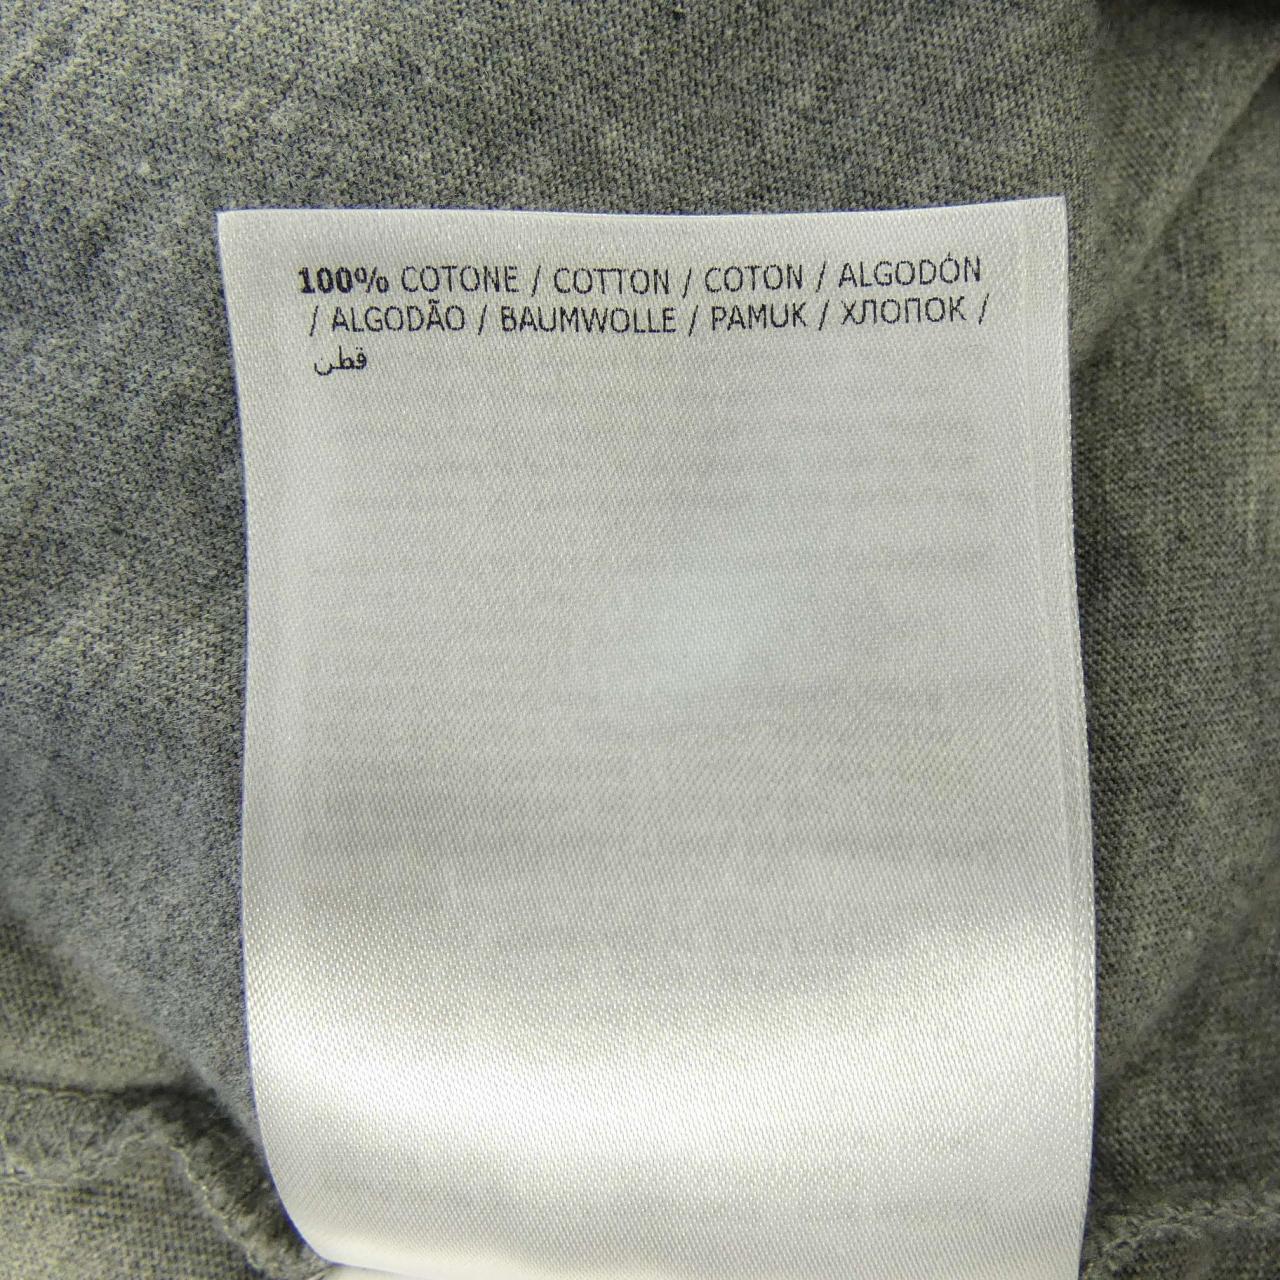 100% COTONE / COTTON / COTON / ALGODÓN
/ ALGODÃO / BAUMWOLLE / PAMUK / ХЛОПОК /
قطن